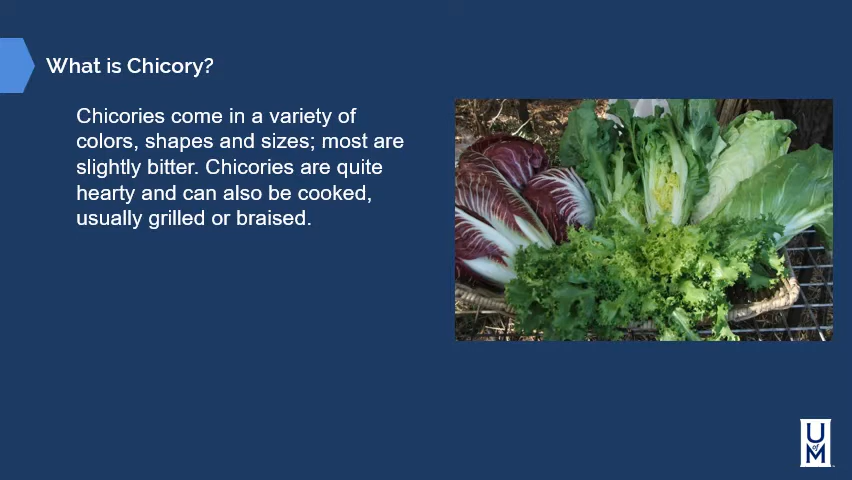 What is Chicory?
Chicories come in a variety of
colors, shapes and sizes; most are
slightly bitter. Chicories are quite
hearty and can also be cooked,
usually grilled or braised.
U
of
M